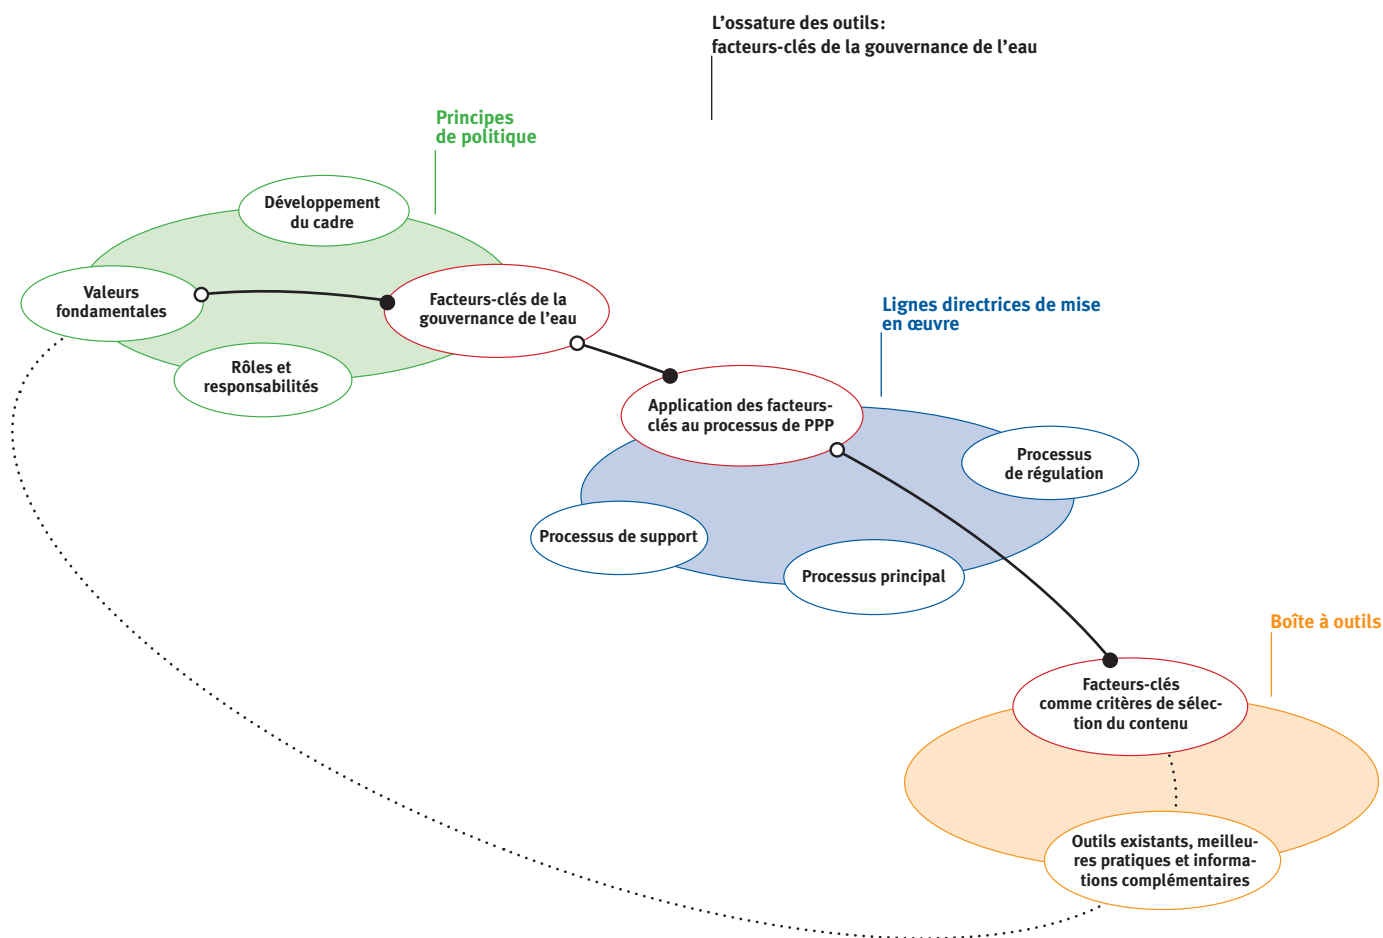 L’ossature des outils:
facteurs-clés de la gouvernance de l’eau
Principes
de politique
Développement
du cadre
Valeurs
fondamentales
Facteurs-clés de la
gouvernance de l’eau
Rôles et
responsabilités
Lignes directrices de mise
en œuvre
Application des facteurs-
clés au processus de PPP
Processus
de régulation
Processus de support
Processus principal
Boîte à outils
Facteurs-clés
comme critères de sélec-
tion du contenu
Outils existants, meilleu-
res pratiques et informa-
tions complémentaires